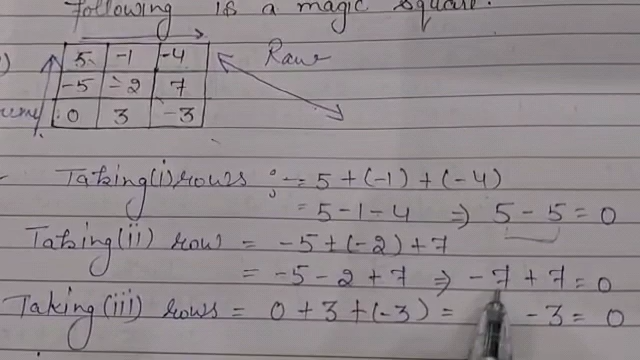 Following is a magic square.
5 -1 -4 Raw
-5 -2 7
0 3 -3
Taking (i) rows :- = 5 + (-1) + (-4)
= 5 - 1 - 4 ⇒ 5 - 5 = 0
Taking (ii) row = -5 + (-2) + 7
= -5 - 2 + 7 ⇒ -7 + 7 = 0
Taking (iii) rows = 0 + 3 + (-3) = - 3 = 0